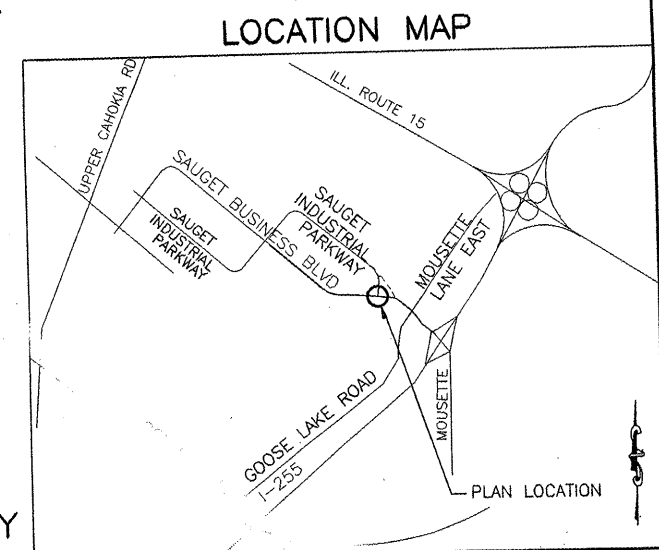 LOCATION MAP
UPPER CAHOKIA RD
ILL. ROUTE 15
SAUGET BUSINESS BLVD
SAUGET
INDUSTRIAL
PARKWAY
SAUGET
INDUSTRIAL
PARKWAY
MOUSETTE
LANE EAST
GOOSE LAKE ROAD
I-255
MOUSETTE
PLAN LOCATION
Y